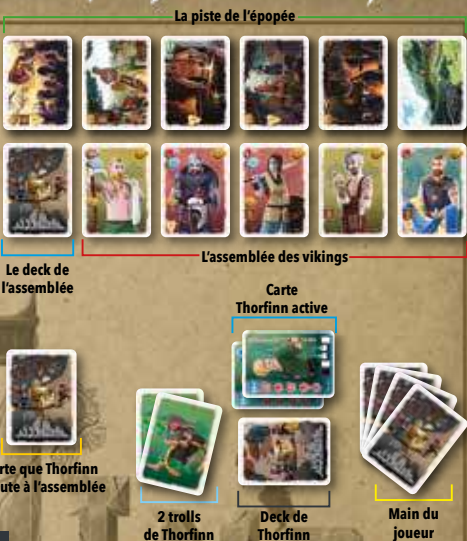 La piste de l'épopée
L'assemblée des vikings
Le deck de
l'assemblée
Carte
Thorfinn active
rte que Thorfinn
ute à l'assemblée
2 trolls
de Thorfinn
Deck de
Thorfinn
Main du
joueur